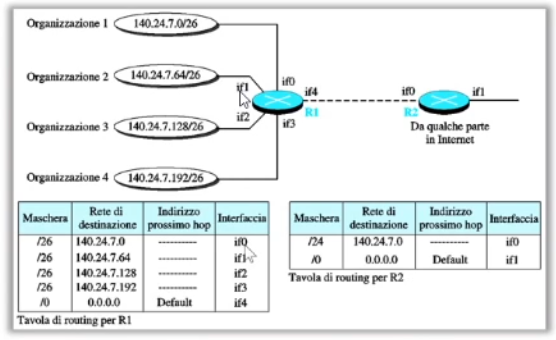 Organizzazione 1 140.24.7.0/26
Organizzazione 2 140.24.7.64/26
if1 if0 if4 if0 if1
Organizzazione 3 140.24.7.128/26
if2 R1 R2
if3
Da qualche parte
in Internet
Organizzazione 4 140.24.7.192/26
Maschera Rete di destinazione Indirizzo prossimo hop Interfaccia
/26 140.24.7.0 ---------- if0
/26 140.24.7.64 ---------- if1
/26 140.24.7.128 ---------- if2
/26 140.24.7.192 ---------- if3
/0 0.0.0.0 Default if4
Tavola di routing per R1
Maschera Rete di destinazione Indirizzo prossimo hop Interfaccia
/24 140.24.7.0 ---------- if0
/0 0.0.0.0 Default if1
Tavola di routing per R2